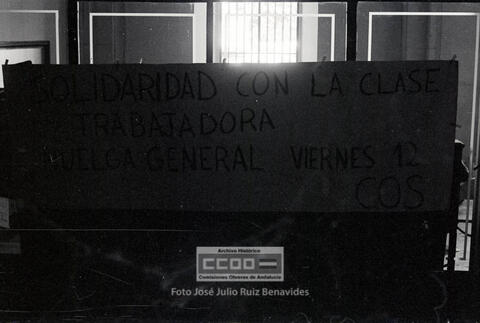 SOLIDARIDAD CON LA CLASE
TRABAJADORA
HUELGA GENERAL VIERNES 12
COS
Archivo Histórico
CCOO
Comisiones Obreras de Andalucía
Foto José Julio Ruiz Benavides